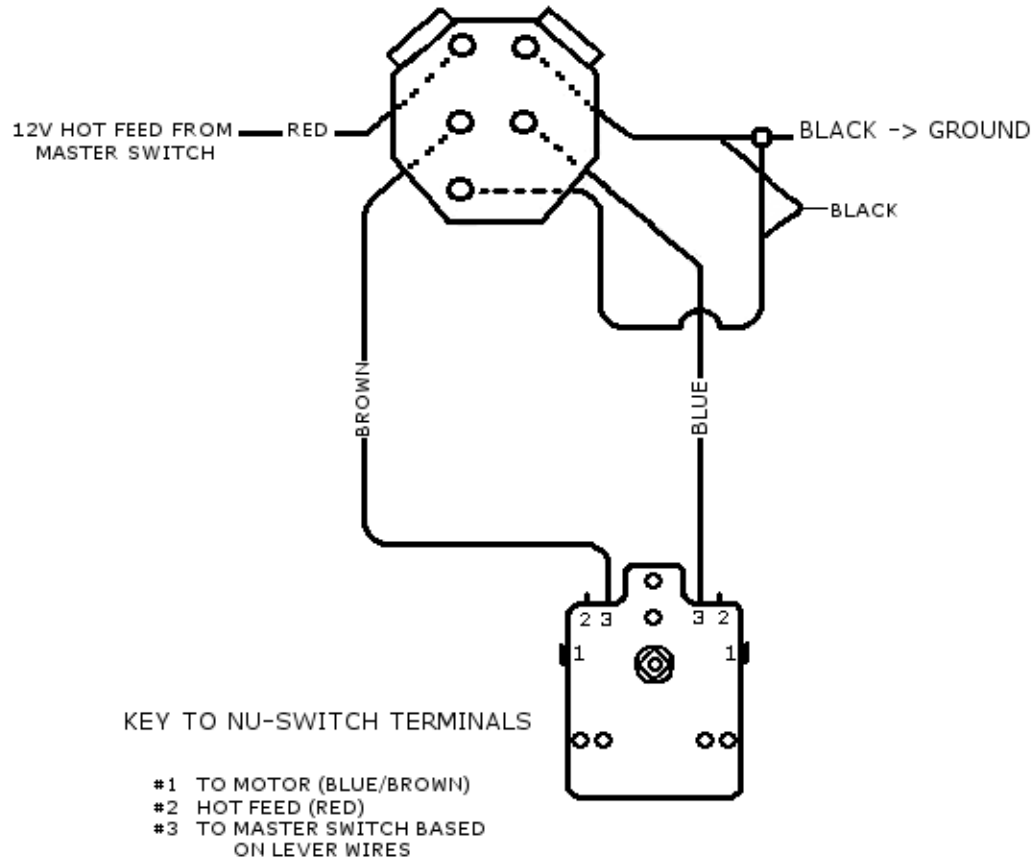 12V HOT FEED FROM
MASTER SWITCH
RED
BLACK -> GROUND
BLACK
BROWN
BLUE
2 3
3 2
1
1
KEY TO NU-SWITCH TERMINALS
#1 TO MOTOR (BLUE/BROWN)
#2 HOT FEED (RED)
#3 TO MASTER SWITCH BASED
ON LEVER WIRES